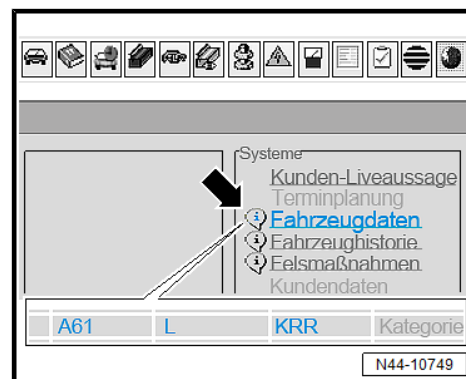 Systeme
Kunden-Liveaussage
Terminplanung
Fahrzeugdaten
Fahrzeughistorie
Felsmaßnahmen
Kundendaten
A61 L KRR Kategorie
N44-10749